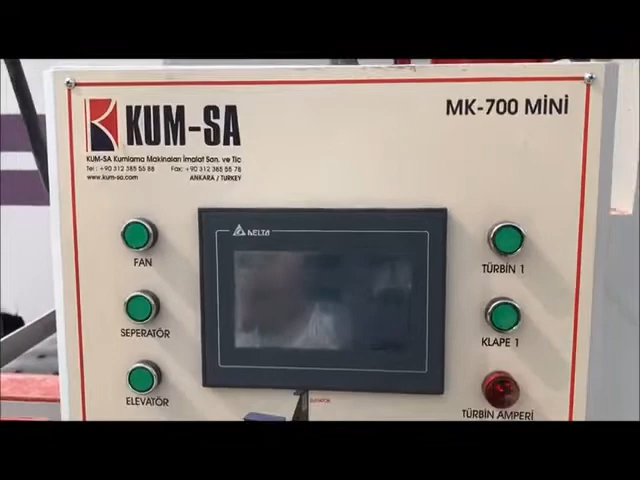 KUM-SA
MK-700 MİNİ
KUM-SA Kumlama Makinaları İmalat San. ve Tic
Tel : +90 312 385 55 88 Fax: +90 312 385 55 78
www.kum-sa.com ANKARA / TURKEY
DELTA
FAN
TÜRBİN 1
SEPERATÖR
KLAPE 1
ELEVATÖR
TÜRBİN AMPERİ